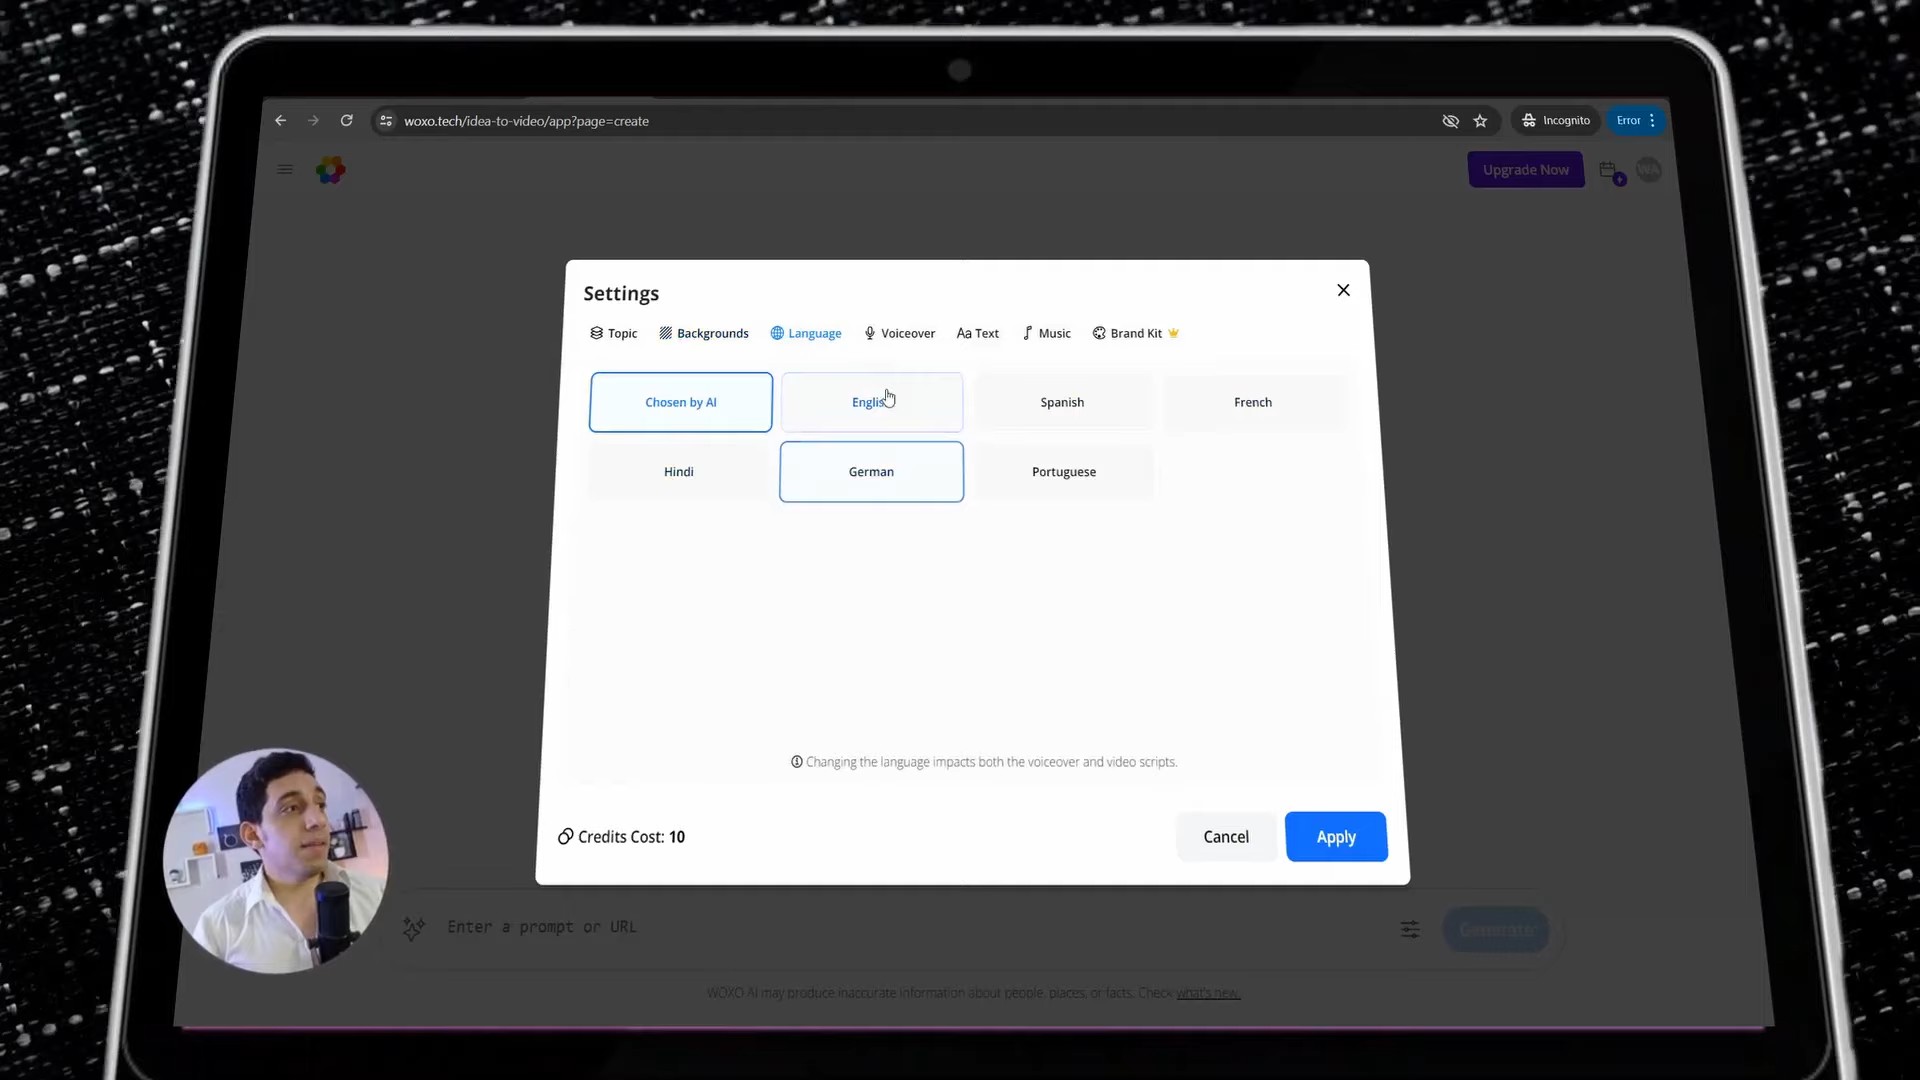 woxo.tech/idea-to-video/app?page=create
Incognito
Error
Upgrade Now
WA
Settings
Topic
Backgrounds
Language
Voiceover
Aa Text
Music
Brand Kit
Chosen by AI
English
Spanish
French
Hindi
German
Portuguese
Changing the language impacts both the voiceover and video scripts.
Credits Cost: 10
Cancel
Apply
Enter a prompt or URL
Generate
WOXO AI may produce inaccurate information about people, places, or facts. Check what's new.